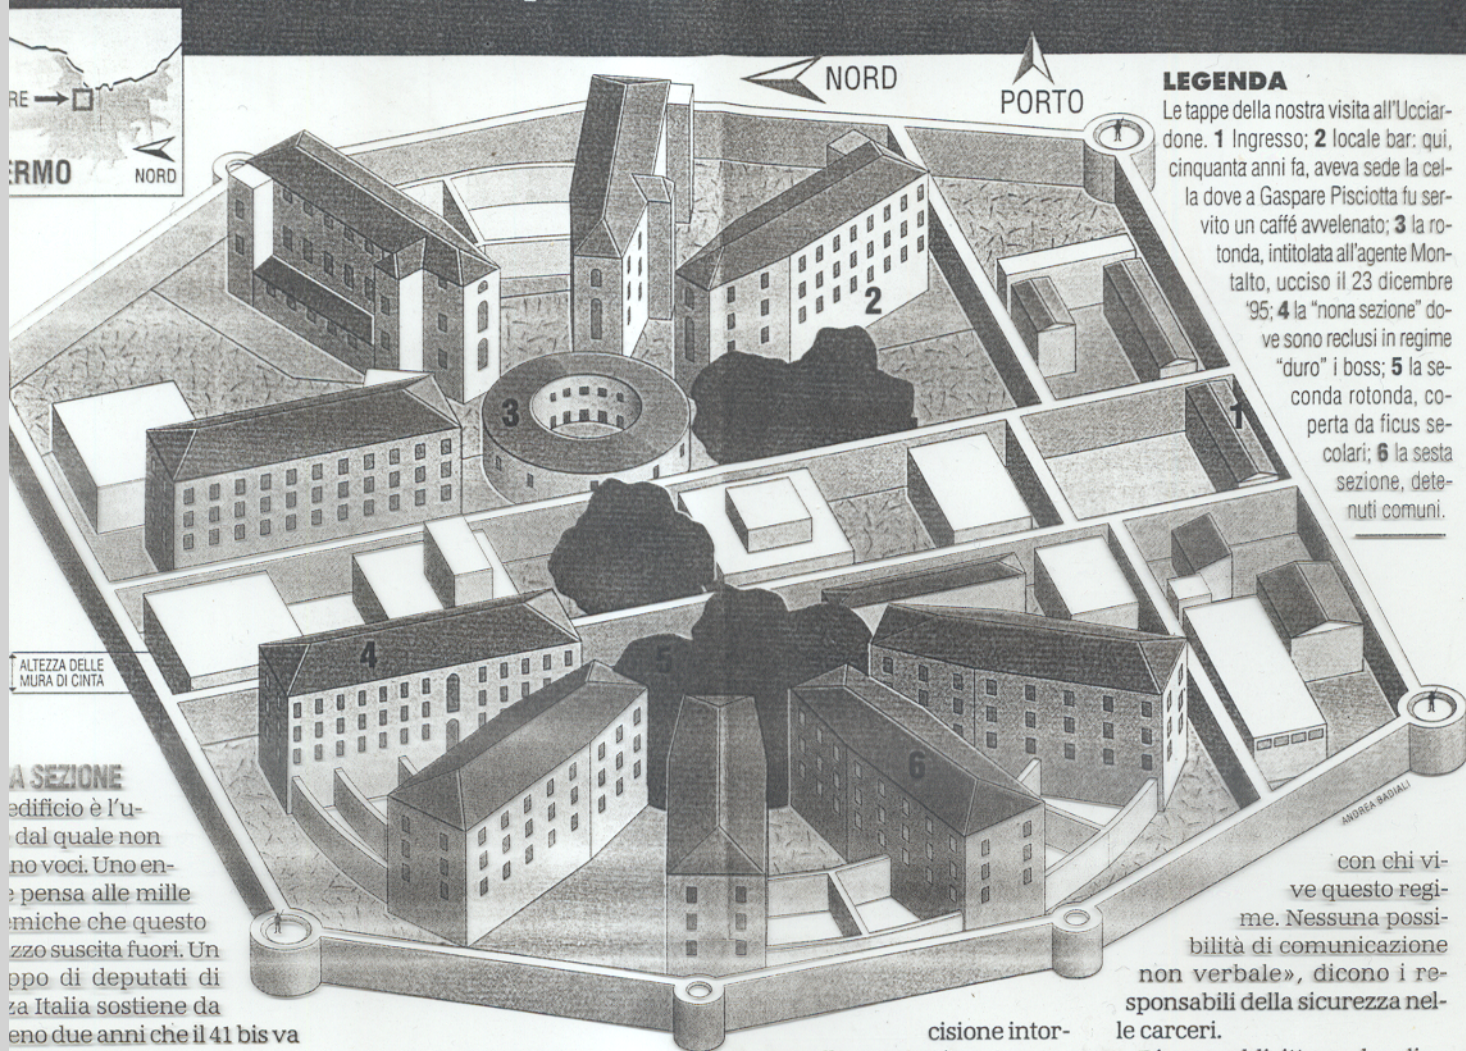 NORD
PORTO
RE
ERMO
NORD
LEGENDA
Le tappe della nostra visita all'Ucciar-
done. 1 Ingresso; 2 locale bar: qui,
cinquanta anni fa, aveva sede la cel-
la dove a Gaspare Pisciotta fu ser-
vito un caffé avvelenato; 3 la ro-
tonda, intitolata all'agente Mon-
talto, ucciso il 23 dicembre
'95; 4 la "nona sezione" do-
ve sono reclusi in regime
"duro" i boss; 5 la se-
conda rotonda, co-
perta da ficus se-
colari; 6 la sesta
sezione, dete-
nuti comuni.
2
3
1
4
5
6
ALTEZZA DELLE
MURA DI CINTA
ANDREA BADIALI
A SEZIONE
edificio è l'u-
dal quale non
no voci. Uno en-
e pensa alle mille
emiche che questo
zzo suscita fuori. Un
ppo di deputati di
za Italia sostiene da
eno due anni che il 41 bis va
cisione intor-
con chi vi-
ve questo regi-
me. Nessuna possi-
bilità di comunicazione
non verbale», dicono i re-
sponsabili della sicurezza nel-
le carceri.